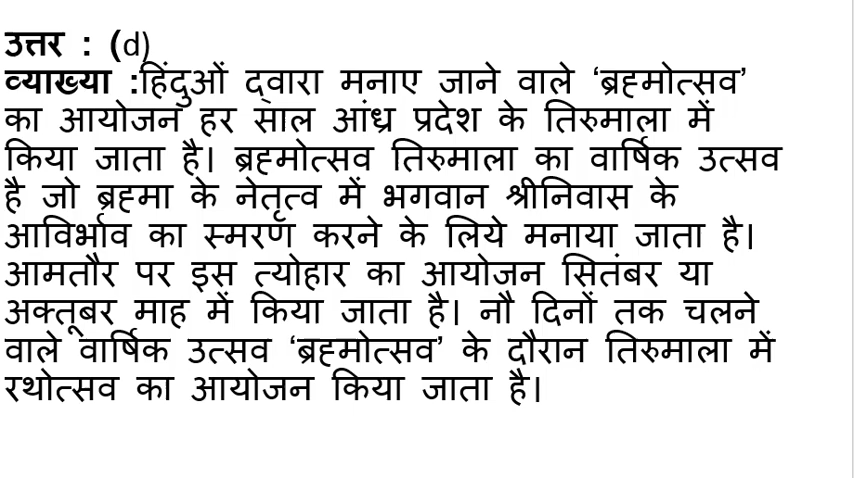 उत्तर : (d)
व्याख्या :हिंदुओं द्वारा मनाए जाने वाले ‘ब्रह्मोत्सव’
का आयोजन हर साल आंध्र प्रदेश के तिरुमाला में
किया जाता है। ब्रह्मोत्सव तिरुमाला का वार्षिक उत्सव
है जो ब्रह्मा के नेतृत्व में भगवान श्रीनिवास के
आविर्भाव का स्मरण करने के लिये मनाया जाता है।
आमतौर पर इस त्योहार का आयोजन सितंबर या
अक्तूबर माह में किया जाता है। नौ दिनों तक चलने
वाले वार्षिक उत्सव ‘ब्रह्मोत्सव’ के दौरान तिरुमाला में
रथोत्सव का आयोजन किया जाता है।